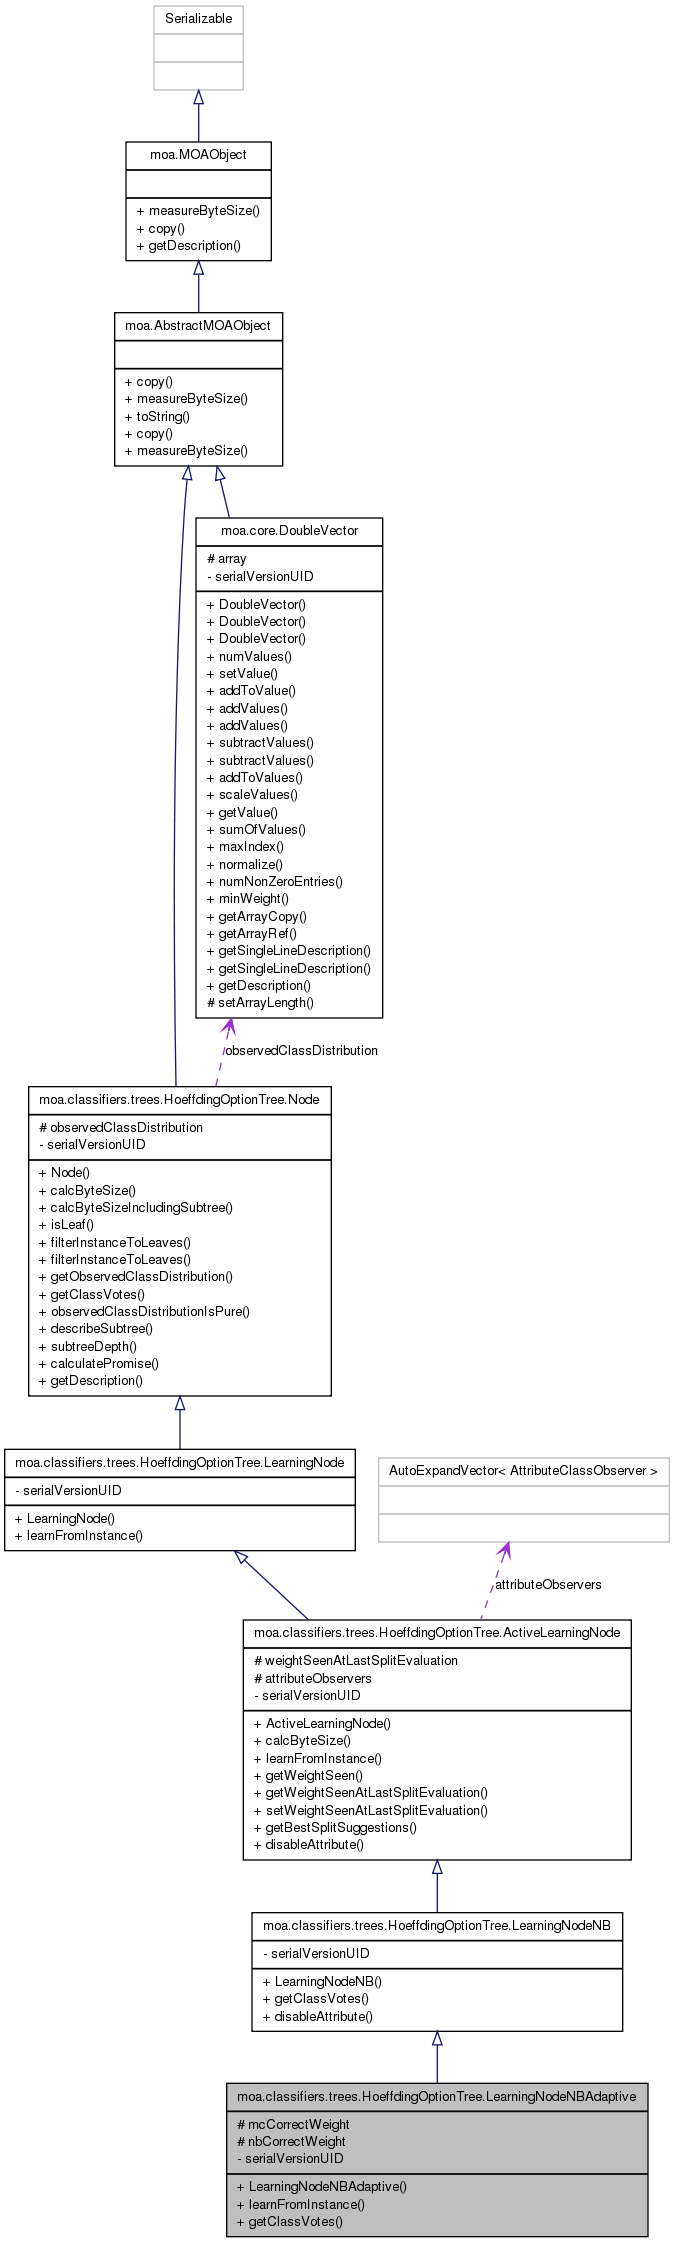 Serializable
moa.MOAObject
+ measureByteSize()
+ copy()
+ getDescription()
moa.AbstractMOAObject
+ copy()
+ measureByteSize()
+ toString()
+ copy()
+ measureByteSize()
moa.core.DoubleVector
# array
- serialVersionUID
+ DoubleVector()
+ DoubleVector()
+ DoubleVector()
+ numValues()
+ setValue()
+ addToValue()
+ addValues()
+ addValues()
+ subtractValues()
+ subtractValues()
+ addToValues()
+ scaleValues()
+ getValue()
+ sumOfValues()
+ maxIndex()
+ normalize()
+ numNonZeroEntries()
+ minWeight()
+ getArrayCopy()
+ getArrayRef()
+ getSingleLineDescription()
+ getSingleLineDescription()
+ getDescription()
# setArrayLength()
observedClassDistribution
moa.classifiers.trees.HoeffdingOptionTree.Node
# observedClassDistribution
- serialVersionUID
+ Node()
+ calcByteSize()
+ calcByteSizeIncludingSubtree()
+ isLeaf()
+ filterInstanceToLeaves()
+ filterInstanceToLeaves()
+ getObservedClassDistribution()
+ getClassVotes()
+ observedClassDistributionIsPure()
+ describeSubtree()
+ subtreeDepth()
+ calculatePromise()
+ getDescription()
moa.classifiers.trees.HoeffdingOptionTree.LearningNode
- serialVersionUID
+ LearningNode()
+ learnFromInstance()
AutoExpandVector< AttributeClassObserver >
attributeObservers
moa.classifiers.trees.HoeffdingOptionTree.ActiveLearningNode
# weightSeenAtLastSplitEvaluation
# attributeObservers
- serialVersionUID
+ ActiveLearningNode()
+ calcByteSize()
+ learnFromInstance()
+ getWeightSeen()
+ getWeightSeenAtLastSplitEvaluation()
+ setWeightSeenAtLastSplitEvaluation()
+ getBestSplitSuggestions()
+ disableAttribute()
moa.classifiers.trees.HoeffdingOptionTree.LearningNodeNB
- serialVersionUID
+ LearningNodeNB()
+ getClassVotes()
+ disableAttribute()
moa.classifiers.trees.HoeffdingOptionTree.LearningNodeNBAdaptive
# mcCorrectWeight
# nbCorrectWeight
- serialVersionUID
+ LearningNodeNBAdaptive()
+ learnFromInstance()
+ getClassVotes()